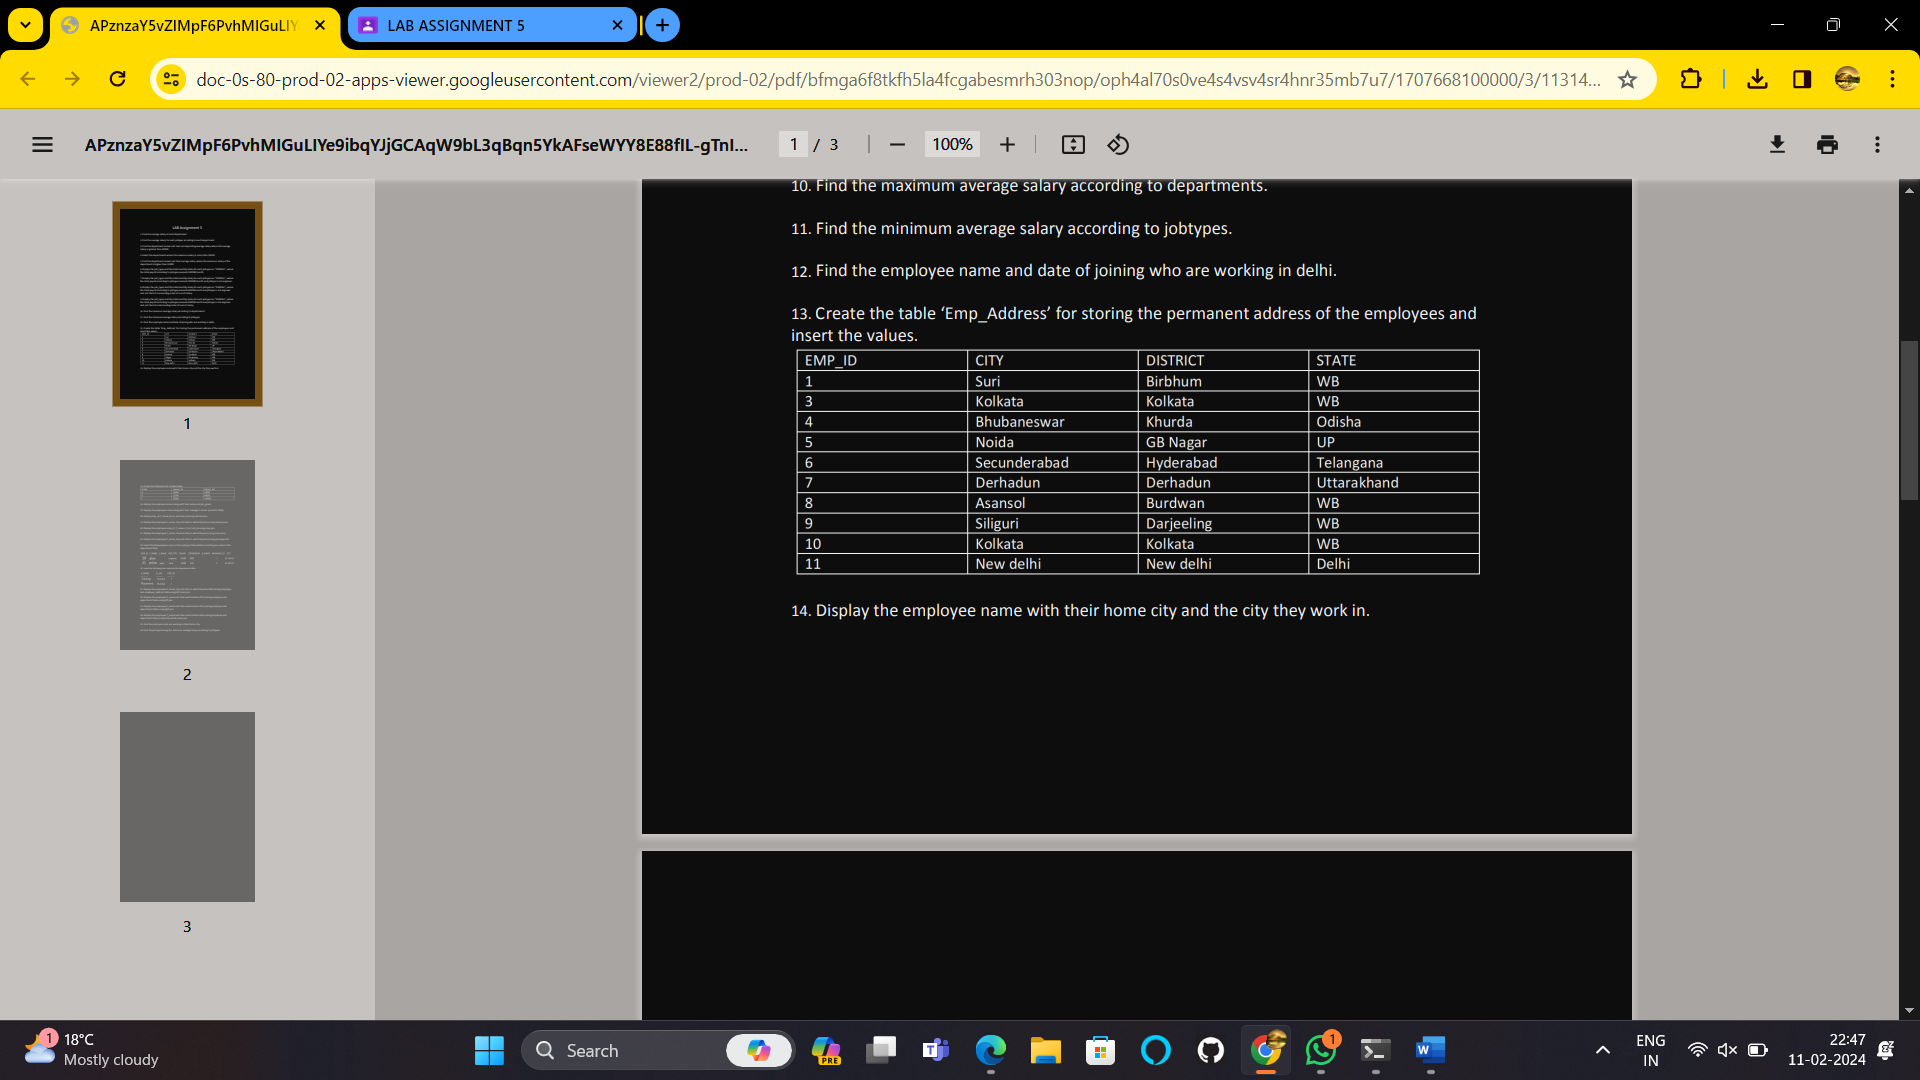 APznzaY5vZIMpF6PvhMIGuLIY
LAB ASSIGNMENT 5
doc-0s-80-prod-02-apps-viewer.googleusercontent.com/viewer2/prod-02/pdf/bfmga6f8tkfh5la4fcgabesmrh303nop/oph4al70s0ve4s4vsv4sr4hnr35mb7u7/1707668100000/3/11314...
APznzaY5vZIMpF6PvhMIGuLIYe9ibqYJjGCAqW9bL3qBqn5YkAFseWYY8E88fIL-gTnI...
1 / 3
100%
10. Find the maximum average salary according to departments.
11. Find the minimum average salary according to jobtypes.
12. Find the employee name and date of joining who are working in delhi.
13. Create the table ‘Emp_Address’ for storing the permanent address of the employees and
insert the values.
EMP_ID CITY DISTRICT STATE
1 Suri Birbhum WB
3 Kolkata Kolkata WB
4 Bhubaneswar Khurda Odisha
5 Noida GB Nagar UP
6 Secunderabad Hyderabad Telangana
7 Derhadun Derhadun Uttarakhand
8 Asansol Burdwan WB
9 Siliguri Darjeeling WB
10 Kolkata Kolkata WB
11 New delhi New delhi Delhi
14. Display the employee name with their home city and the city they work in.
1
2
3
1
18°C
Mostly cloudy
Search
PRE
1
ENG
IN
22:47
11-02-2024